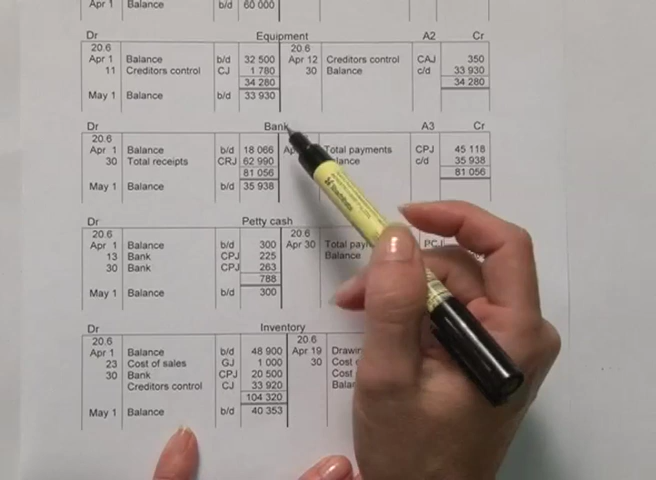 Apr 1 Balance b/d 60 000
Dr Equipment A2 Cr
20.6 20.6
Apr 1 Balance b/d 32 500 Apr 12 Creditors control CAJ 350
11 Creditors control CJ 1 780 30 Balance c/d 33 930
34 280 34 280
May 1 Balance b/d 33 930
Dr Bank A3 Cr
20.6
Apr 1 Balance b/d 18 066 Total payments CPJ 45 118
30 Total receipts CRJ 62 990 c/d 35 938
81 056 81 056
May 1 Balance b/d 35 938
Dr Petty cash
20.6 20.6
Apr 1 Balance b/d 300 Apr 30 Total
13 Bank CPJ 225 Balance
30 Bank CPJ 263
788
May 1 Balance b/d 300
Dr Inventory
20.6 20.6
Apr 1 Balance b/d 48 900 Apr 19
23 Cost of sales GJ 1 000 30 Cost
30 Bank CPJ 20 500 Cost
Creditors control CJ 33 920
104 320
May 1 Balance b/d 40 353